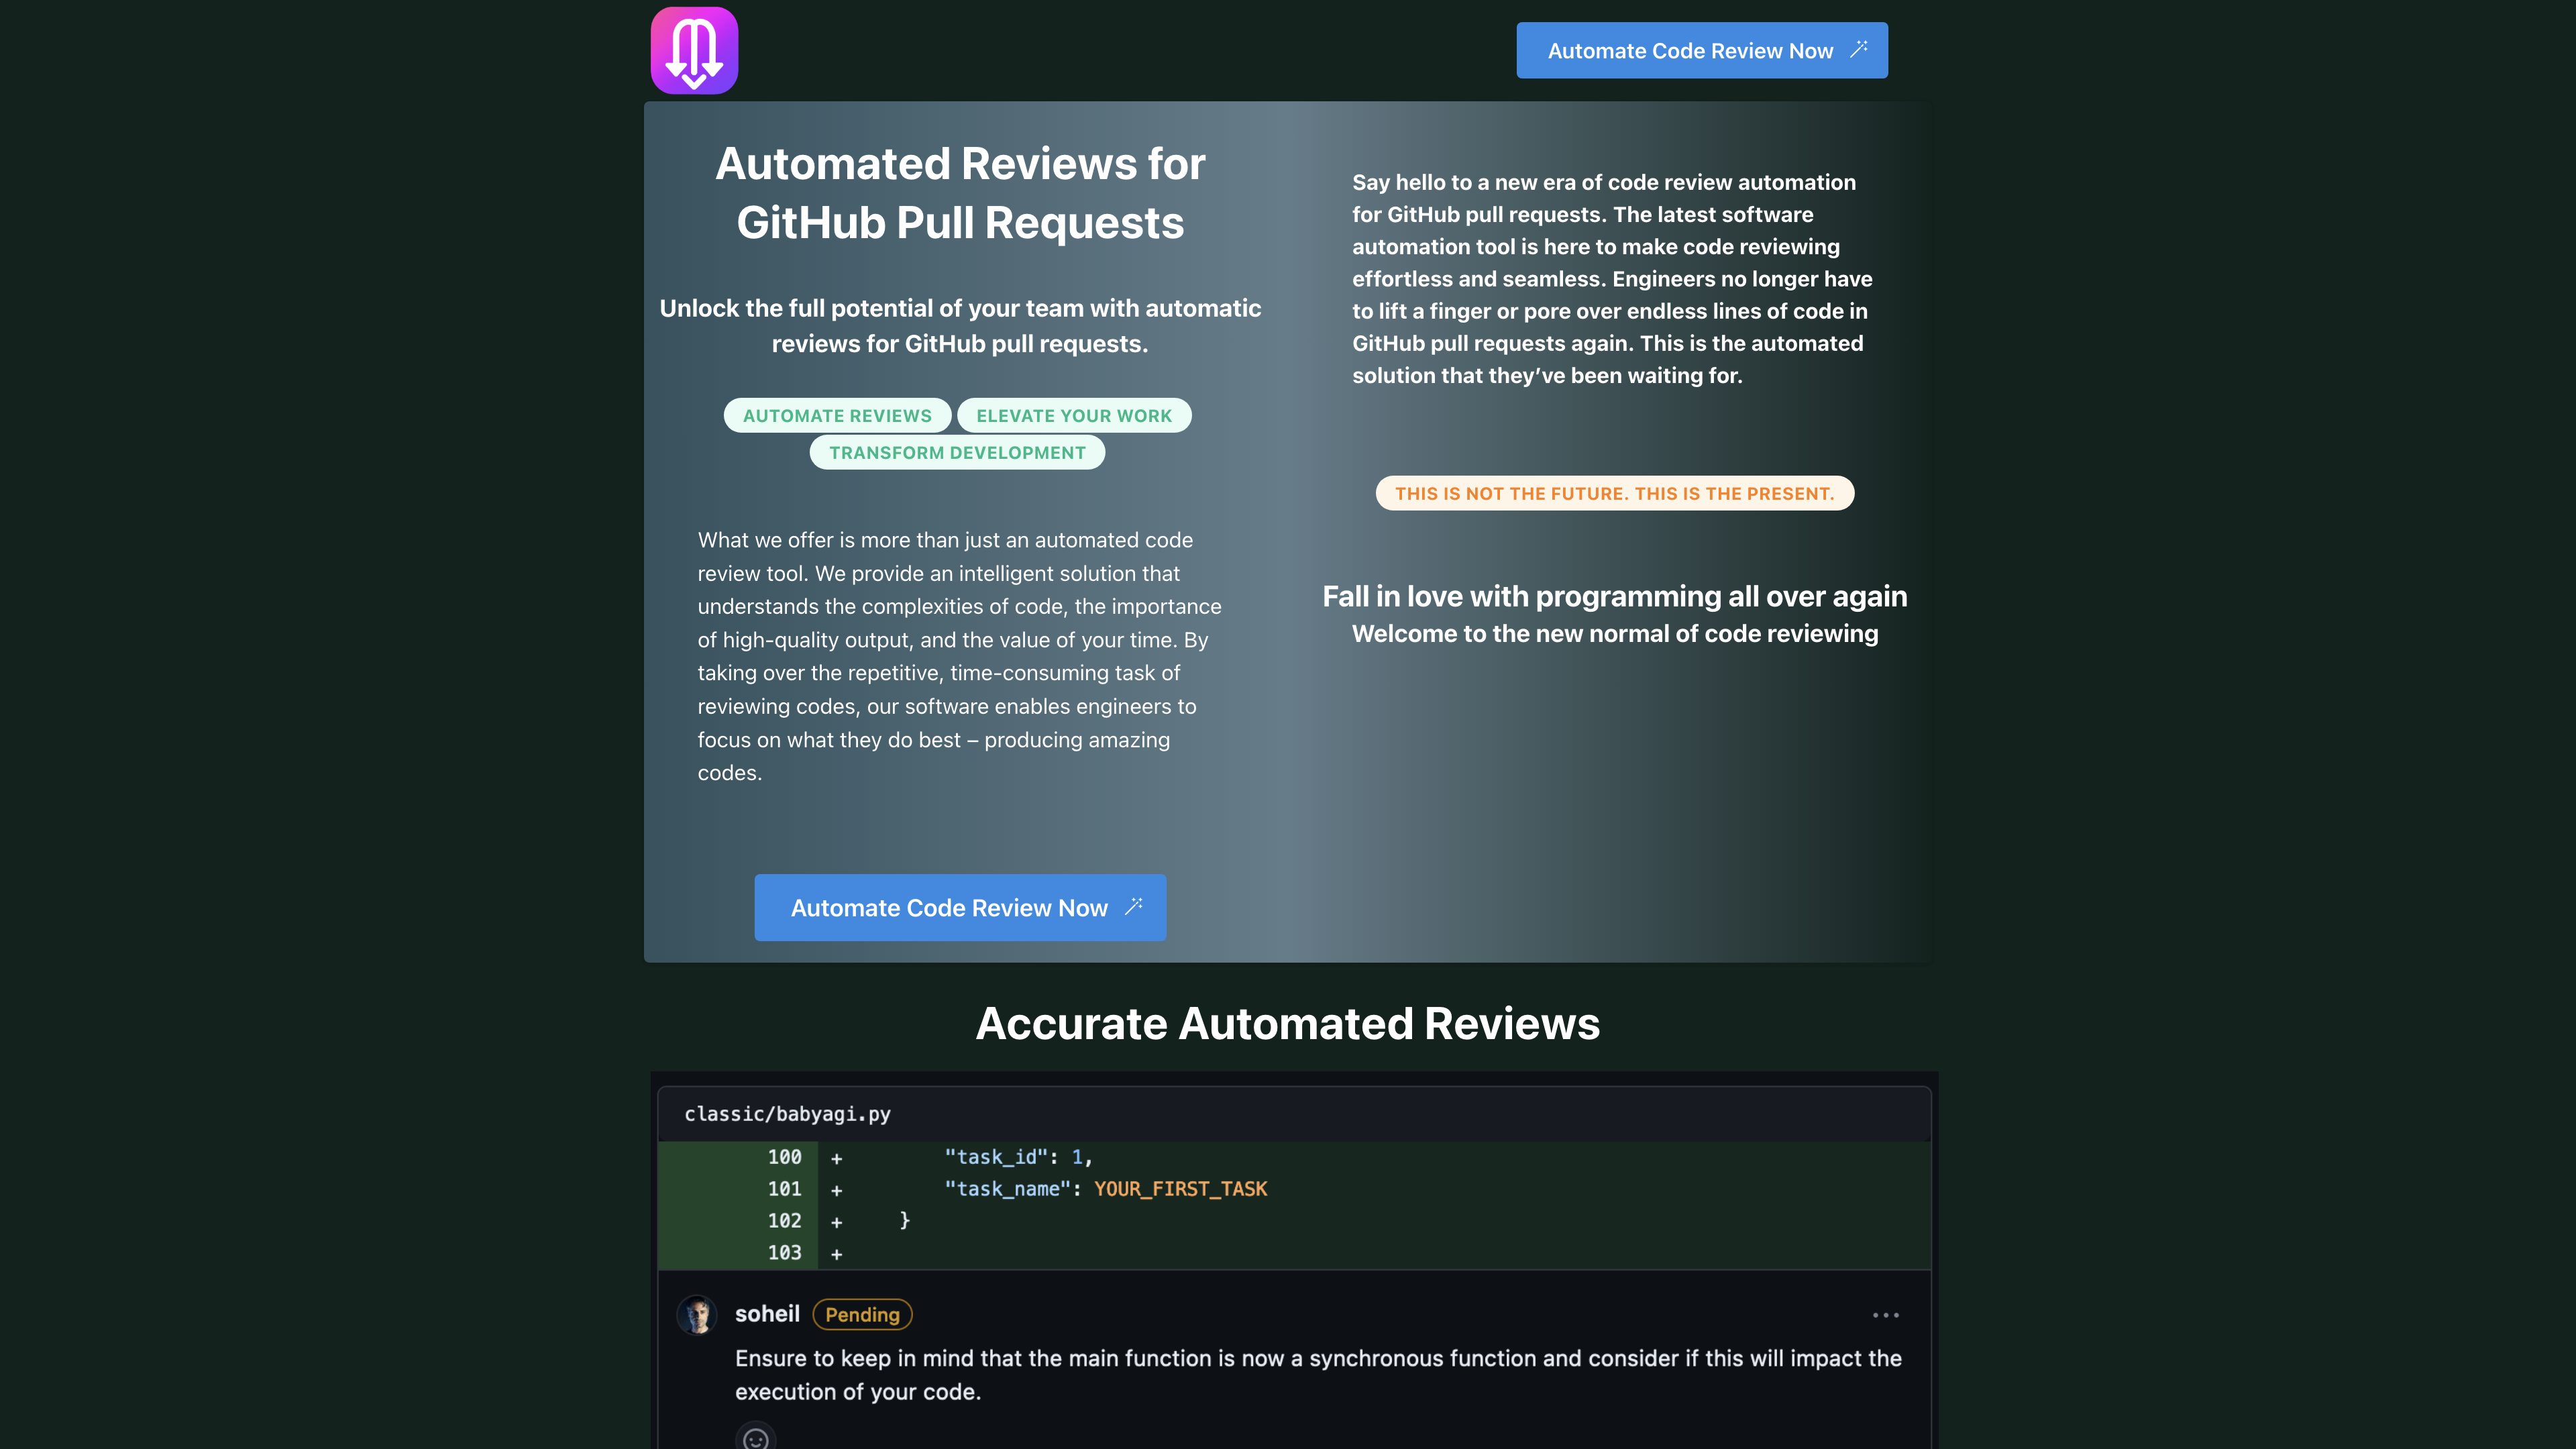 Automate Code Review Now
Automated Reviews for
GitHub Pull Requests
Unlock the full potential of your team with automatic
reviews for GitHub pull requests.
AUTOMATE REVIEWS
ELEVATE YOUR WORK
TRANSFORM DEVELOPMENT
What we offer is more than just an automated code
review tool. We provide an intelligent solution that
understands the complexities of code, the importance
of high-quality output, and the value of your time. By
taking over the repetitive, time-consuming task of
reviewing codes, our software enables engineers to
focus on what they do best – producing amazing
codes.
Automate Code Review Now
Say hello to a new era of code review automation
for GitHub pull requests. The latest software
automation tool is here to make code reviewing
effortless and seamless. Engineers no longer have
to lift a finger or pore over endless lines of code in
GitHub pull requests again. This is the automated
solution that they’ve been waiting for.
THIS IS NOT THE FUTURE. THIS IS THE PRESENT.
Fall in love with programming all over again
Welcome to the new normal of code reviewing
Accurate Automated Reviews
classic/babyagi.py
100 + "task_id": 1,
101 + "task_name": YOUR_FIRST_TASK
102 + }
103 +
soheil Pending
Ensure to keep in mind that the main function is now a synchronous function and consider if this will impact the
execution of your code.